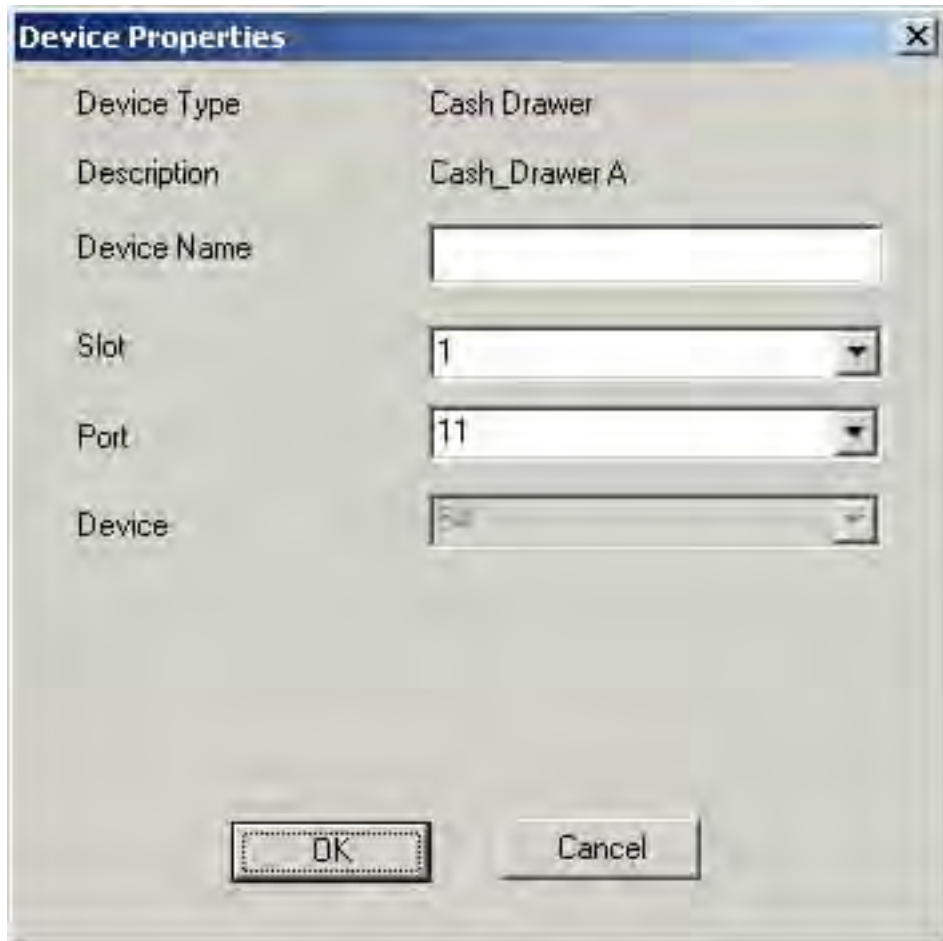 Device Properties
Device Type Cash Drawer
Description Cash_Drawer A
Device Name
Slot 1
Port 11
Device
OK Cancel